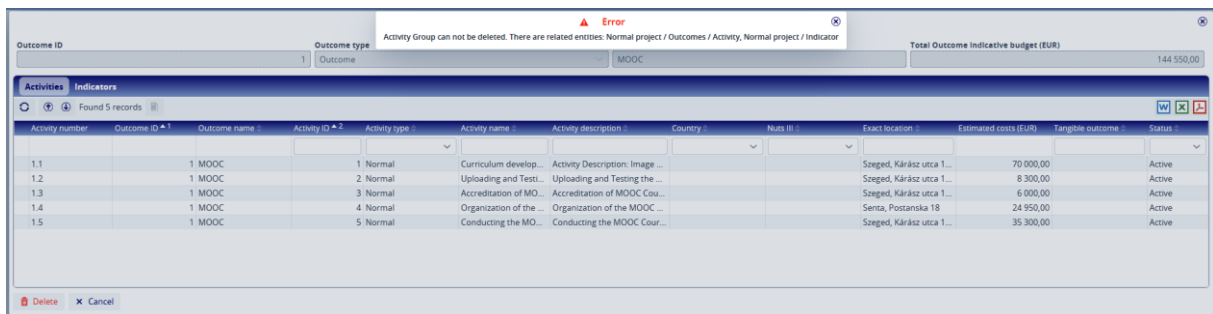 Error
Activity Group can not be deleted. There are related entities: Normal project / Outcomes / Activity, Normal project / Indicator
Outcome ID Outcome type Total Outcome Indicative budget (EUR)
1 Outcome MOOC 144 550,00
Activities Indicators
Found 5 records
Activity number Outcome ID 1 Outcome name Activity ID 2 Activity type Activity name Activity description Country Nuts III Exact location Estimated costs (EUR) Tangible outcome Status
1.1 1 MOOC 1 Normal Curriculum develop... Activity Description: Image ... Szeged, Kárász utca 1... 70 000,00 Active
1.2 1 MOOC 2 Normal Uploading and Testi... Uploading and Testing the ... Szeged, Kárász utca 1... 8 300,00 Active
1.3 1 MOOC 3 Normal Accreditation of MO... Accreditation of MOOC Cou... Szeged, Kárász utca 1... 6 000,00 Active
1.4 1 MOOC 4 Normal Organization of the ... Organization of the MOOC ... Senta, Postanska 18 24 950,00 Active
1.5 1 MOOC 5 Normal Conducting the MO... Conducting the MOOC Cour... Szeged, Kárász utca 1... 35 300,00 Active
Delete Cancel